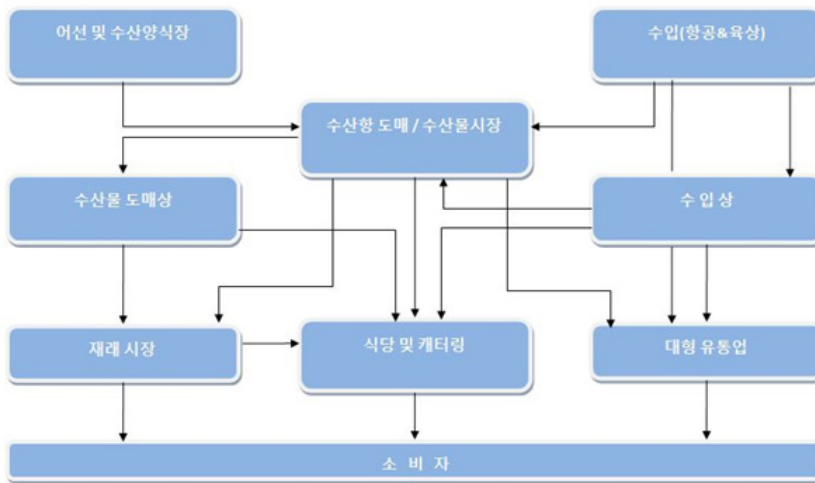 어선 및 수산양식장
수입(항공&육상)
수산항 도매 / 수산물시장
수산물 도매상
수 입 상
재래 시장
식당 및 캐터링
대형 유통업
소 비 자